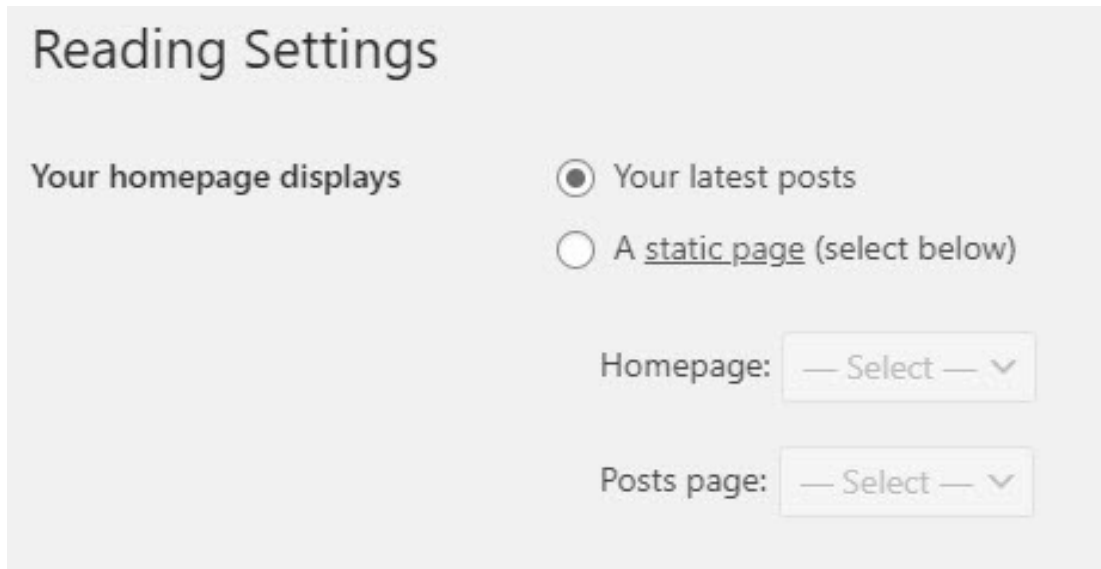 Reading Settings
Your homepage displays
Your latest posts
A static page (select below)
Homepage: — Select —
Posts page: — Select —